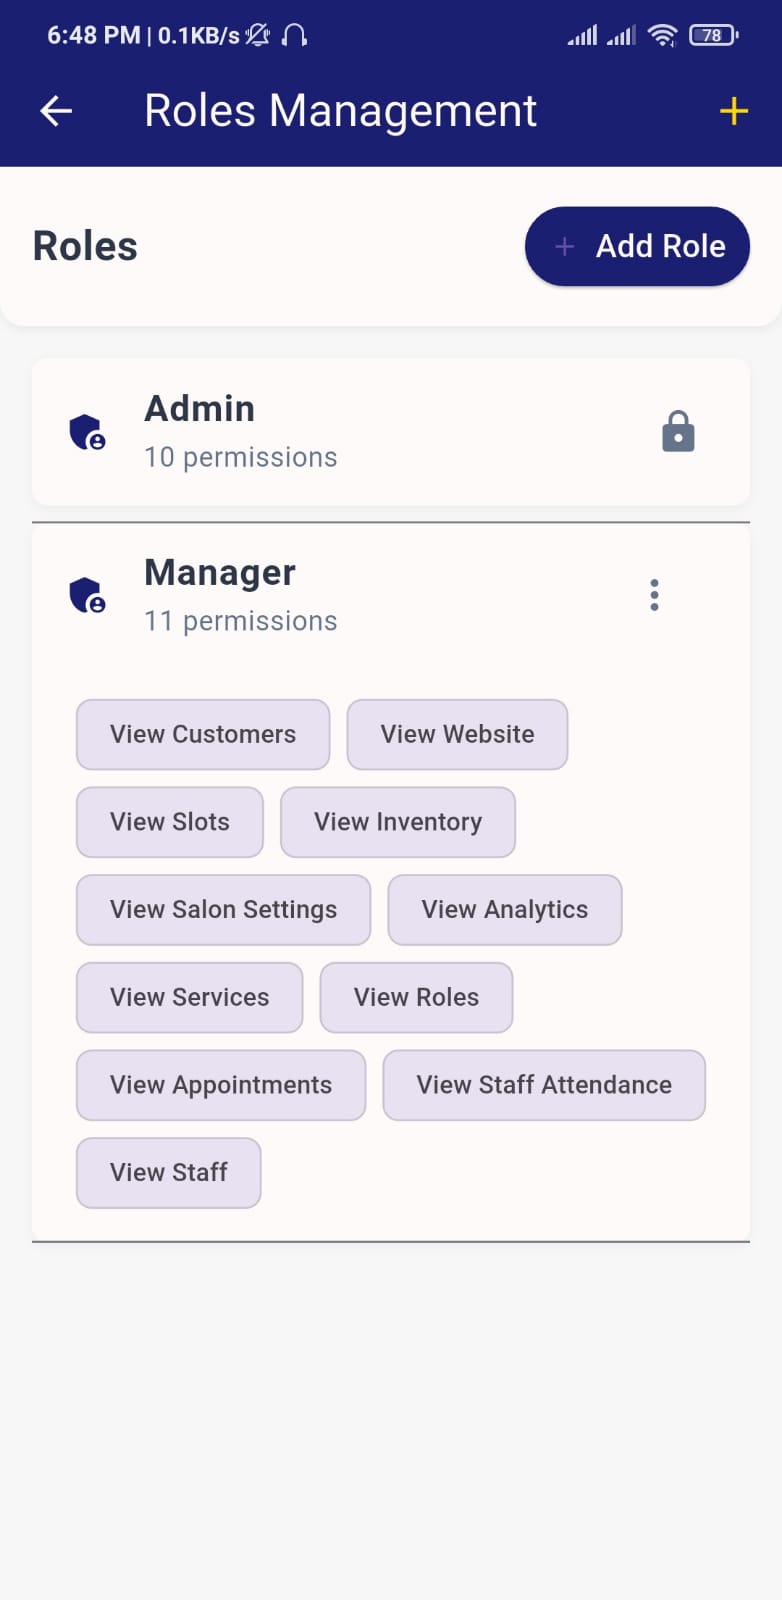 6:48 PM | 0.1KB/s 78
Roles Management
Roles + Add Role
Admin
10 permissions
Manager
11 permissions
View Customers View Website
View Slots View Inventory
View Salon Settings View Analytics
View Services View Roles
View Appointments View Staff Attendance
View Staff